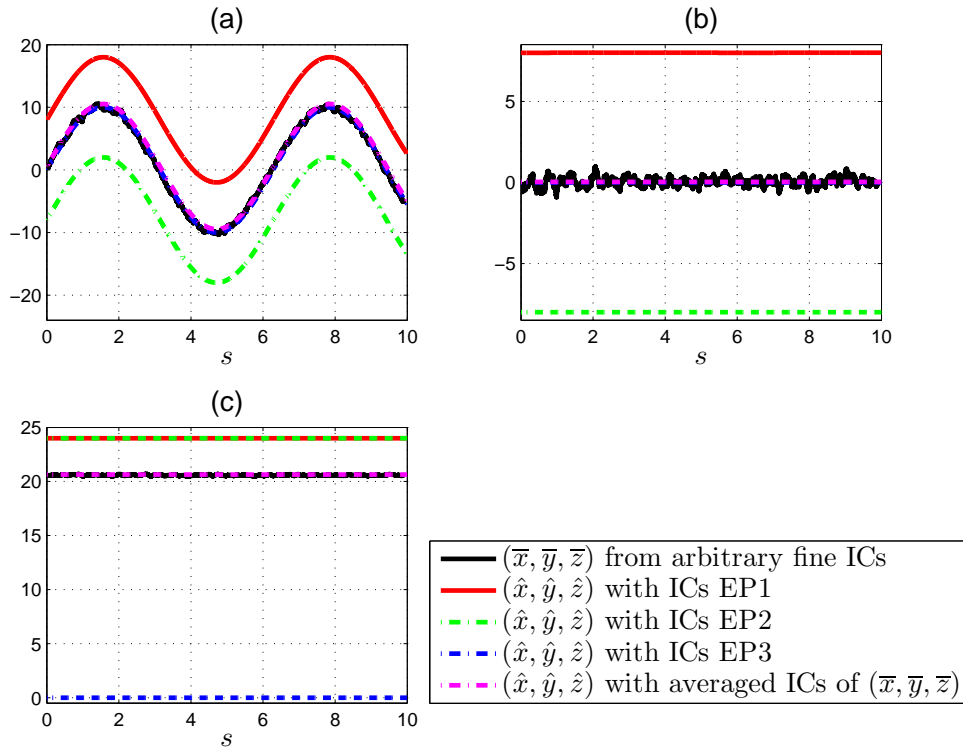 (a)
20
10
0
−10
−20
0 2 4 6 8 10
s
(b)
5
0
−5
0 2 4 6 8 10
s
(c)
25
20
15
10
5
0
0 2 4 6 8 10
s
(x̅, y̅, z̅) from arbitrary fine ICs
(x̂, ŷ, ẑ) with ICs EP1
(x̂, ŷ, ẑ) with ICs EP2
(x̂, ŷ, ẑ) with ICs EP3
(x̂, ŷ, ẑ) with averaged ICs of (x̅, y̅, z̅)